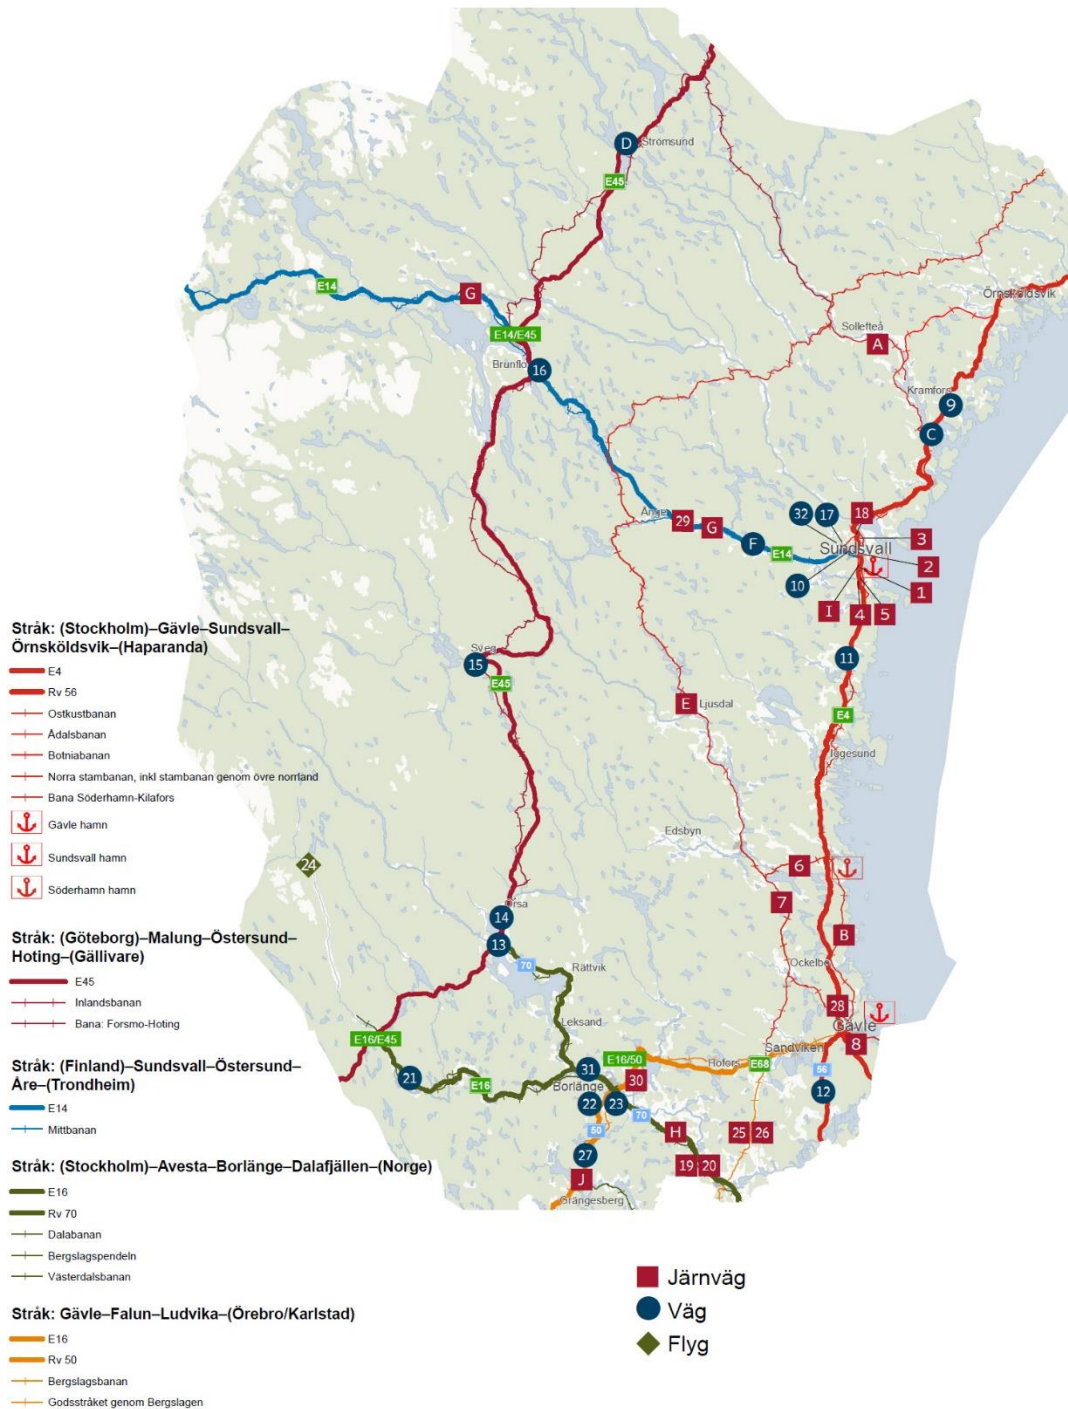 D
Strömsund
E45
E14
G
Örnsköldsvik
E14/E45
Sollefteå
A
Brunflo
16
Kramfors
9
C
32
17
18
Ånge
29
G
F
E14
Sundsvall
3
2
10
1
I
4
5
Stråk: (Stockholm)–Gävle–Sundsvall–
Örnsköldsvik–(Haparanda)
E4
Rv 56
Ostkustbanan
Ådalsbanan
Botniabanan
Norra stambanan, inkl stambanan genom övre norrland
Bana Söderhamn-Kilafors
Gävle hamn
Sundsvall hamn
Söderhamn hamn
Sveg
15
11
E45
E
Ljusdal
E4
Iggesund
Edsbyn
24
6
7
Orsa
14
13
B
70
Rättvik
Ockelbo
Stråk: (Göteborg)–Malung–Östersund–
Hoting–(Gällivare)
E45
Inlandsbanan
Bana: Forsmo-Hoting
Leksand
28
Gävle
E16/E45
E16/50
Sandviken
8
Hofors
E68
56
21
E16
31
Borlänge
30
12
22
23
70
50
H
25
26
27
19
20
J
Grängesberg
Stråk: (Finland)–Sundsvall–Östersund–
Åre–(Trondheim)
E14
Mittbanan
Stråk: (Stockholm)–Avesta–Borlänge–Dalafjällen–(Norge)
E16
Rv 70
Dalabanan
Bergslagspendeln
Västerdalsbanan
Stråk: Gävle–Falun–Ludvika–(Örebro/Karlstad)
E16
Rv 50
Bergslagsbanan
Godsstråket genom Bergslagen
Järnväg
Väg
Flyg